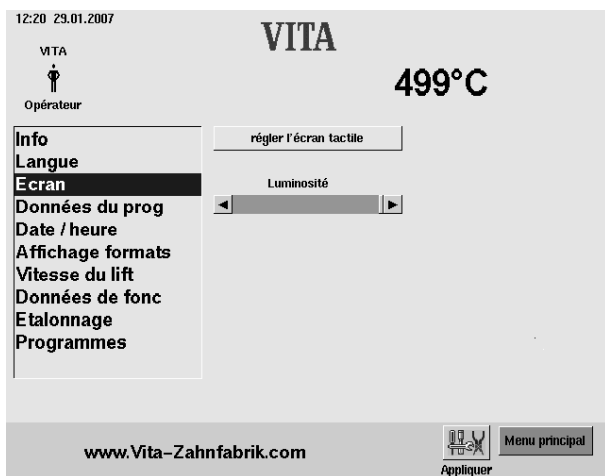 12:20 29.01.2007
VITA
VITA
499°C
Opérateur
Info
Langue
Ecran
Données du prog
Date / heure
Affichage formats
Vitesse du lift
Données de fonc
Etalonnage
Programmes
régler l'écran tactile
Luminosité
www.Vita-Zahnfabrik.com
Menu principal
Appliquer